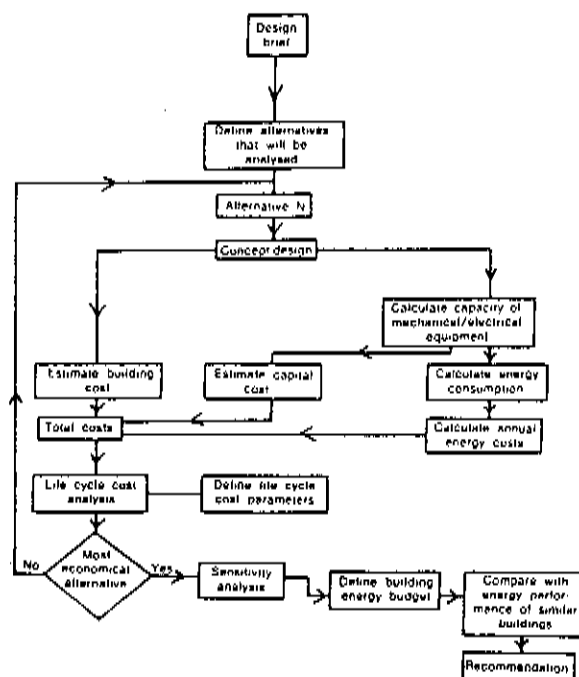 Design
brief
Define alternatives
that will be
analysed
Alternative N
Concept design
Calculate capacity of
mechanical/electrical
equipment
Estimate building
cost
Estimate capital
cost
Calculate energy
consumption
Total costs
Calculate annual
energy costs
Life cycle cost
analysis
Define life cycle
cost parameters
No
Most
economical
alternative
Yes
Sensitivity
analysis
Define building
energy budget
Compare with
energy perfor-
mance of similar
buildings
Recommendation